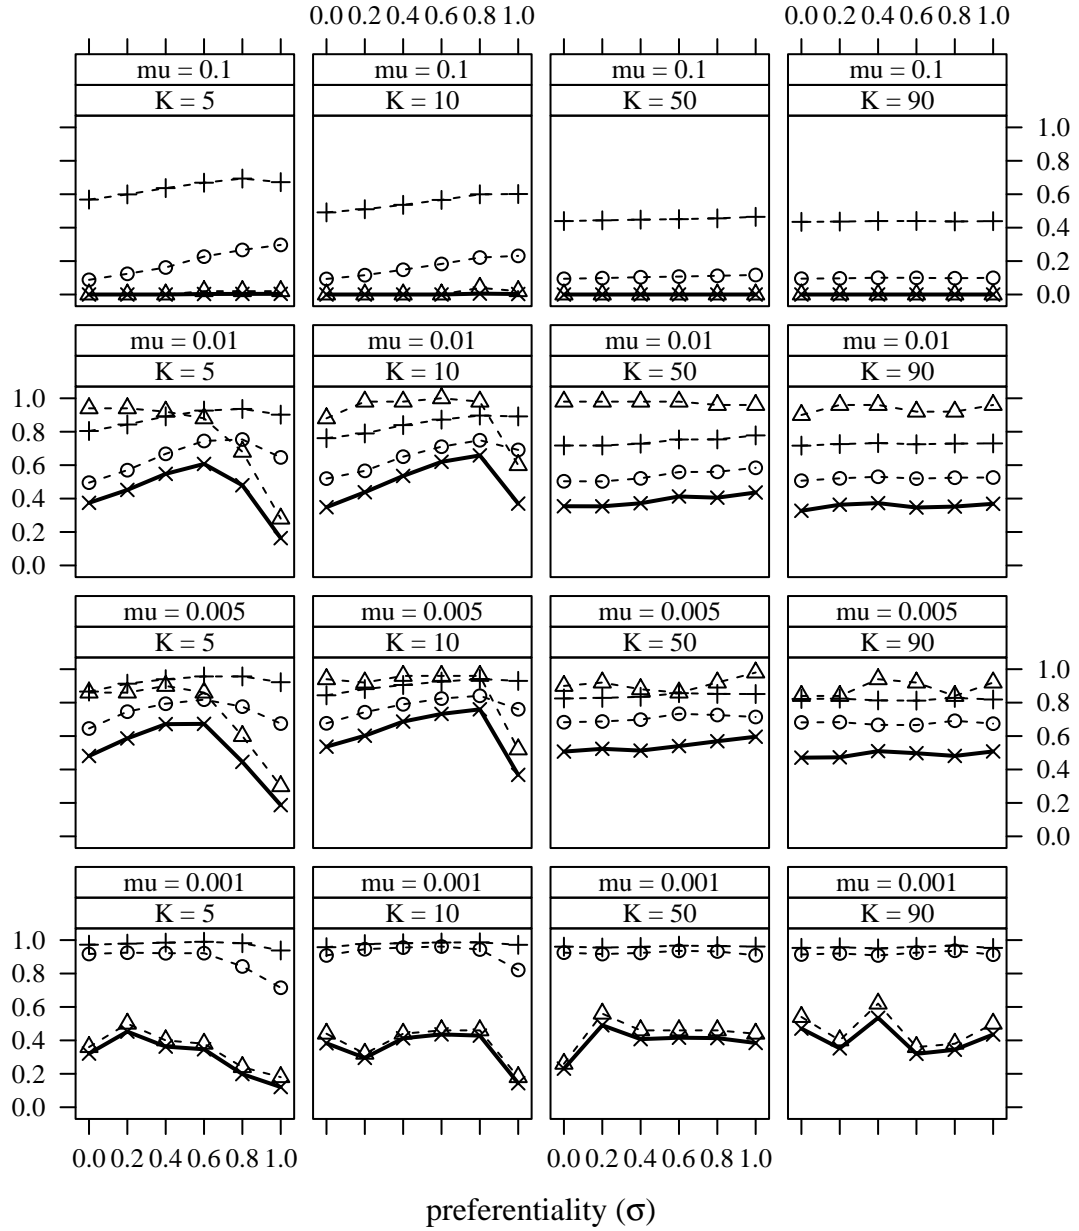 0.0 0.2 0.4 0.6 0.8 1.0 0.0 0.2 0.4 0.6 0.8 1.0
mu = 0.1 mu = 0.1 mu = 0.1 mu = 0.1
K = 5 K = 10 K = 50 K = 90
1.0
0.8
0.6
0.4
0.2
0.0
mu = 0.01 mu = 0.01 mu = 0.01 mu = 0.01
K = 5 K = 10 K = 50 K = 90
1.0
0.8
0.6
0.4
0.2
0.0
mu = 0.005 mu = 0.005 mu = 0.005 mu = 0.005
K = 5 K = 10 K = 50 K = 90
1.0
0.8
0.6
0.4
0.2
0.0
mu = 0.001 mu = 0.001 mu = 0.001 mu = 0.001
K = 5 K = 10 K = 50 K = 90
1.0
0.8
0.6
0.4
0.2
0.0
0.0 0.2 0.4 0.6 0.8 1.0 0.0 0.2 0.4 0.6 0.8 1.0
preferentiality (σ)